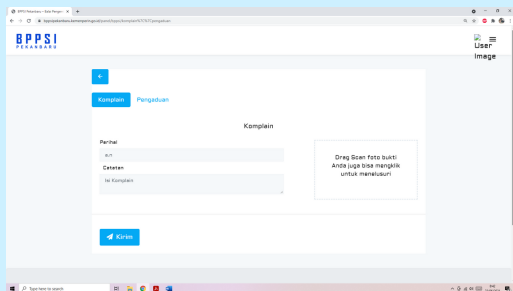 BPPSI
PEKANBARU
User
Image
Komplain Pengaduan
Komplain
Perihal
Catatan
Isi Komplain
Drag Scan foto bukti
Anda juga bisa mengklik
untuk menelusuri
Kirim
Type here to search